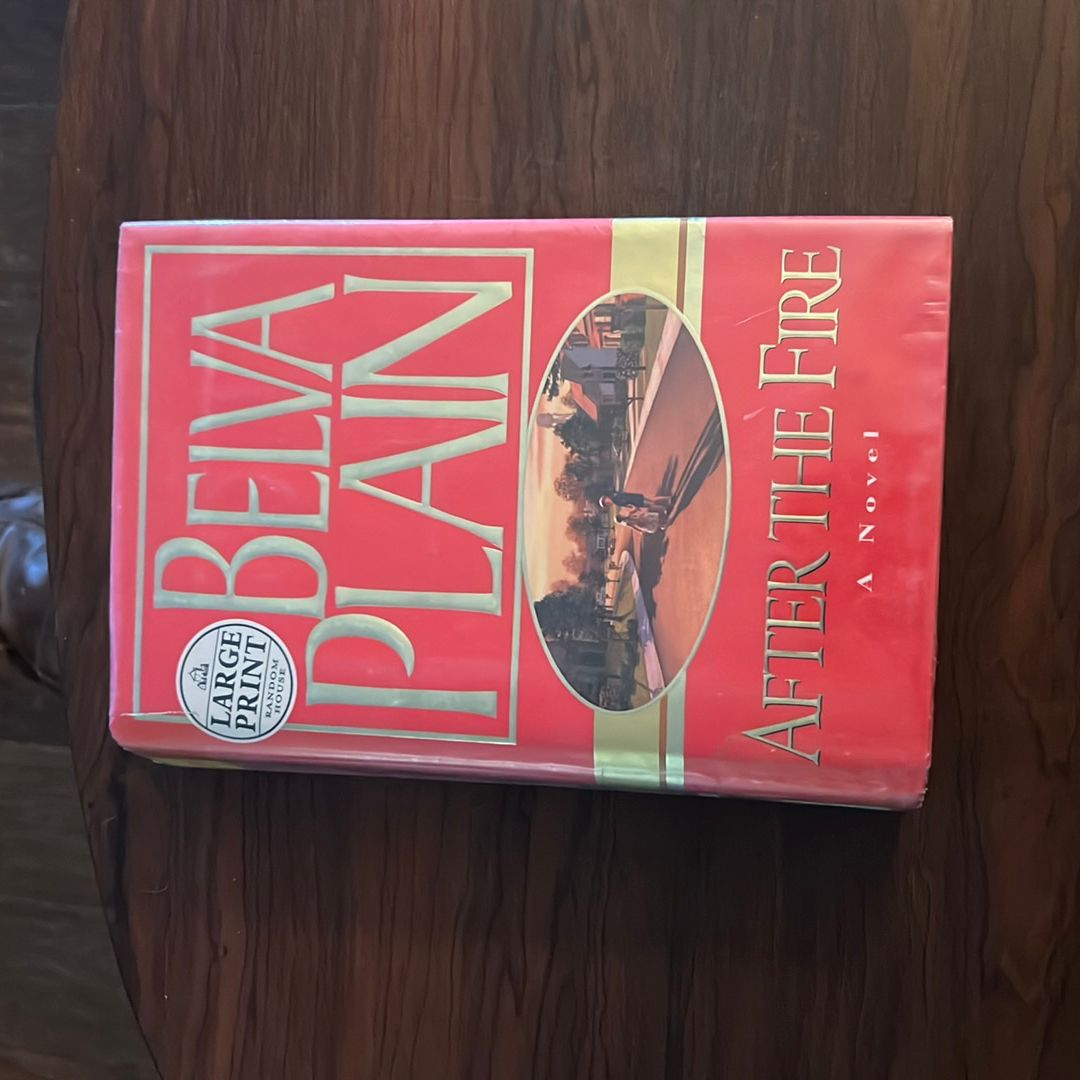 BELVA
PLAIN
LARGE
PRINT
RANDOM
HOUSE
AFTER THE FIRE
A Novel